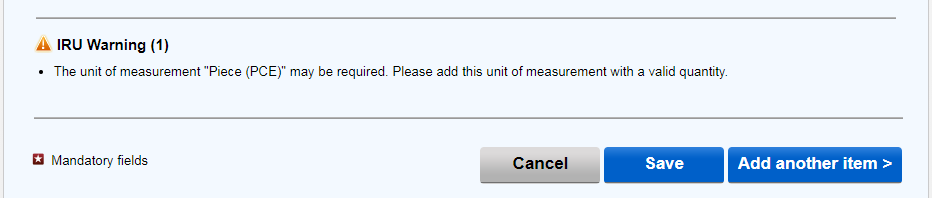 IRU Warning (1)
• The unit of measurement "Piece (PCE)" may be required. Please add this unit of measurement with a valid quantity.
Mandatory fields
Cancel
Save
Add another item >